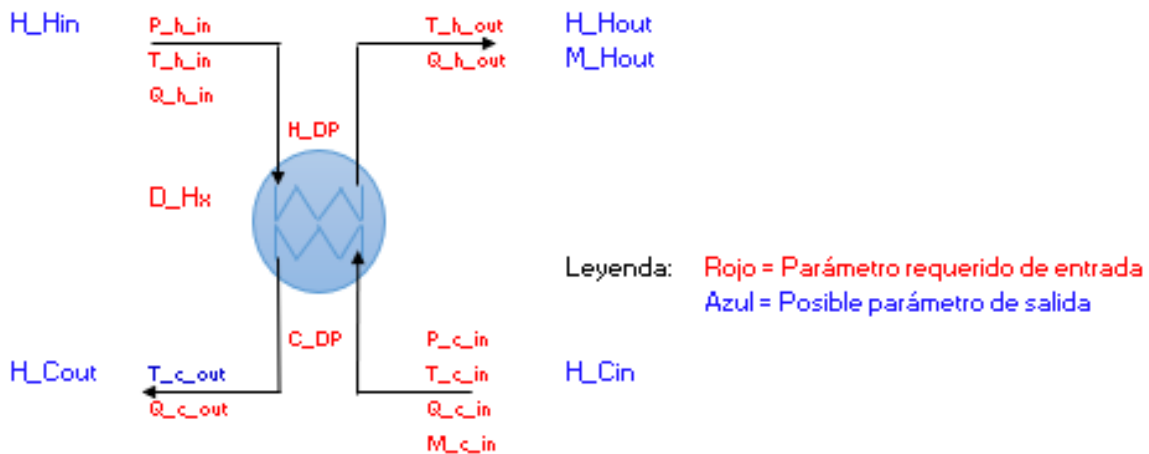 H_Hin
P_h_in
T_h_in
Q_h_in
T_h_out
Q_h_out
H_Hout
M_Hout
H_DP
D_Hx
Leyenda: Rojo = Parámetro requerido de entrada
Azul = Posible parámetro de salida
C_DP
H_Cout
T_c_out
Q_c_out
P_c_in
T_c_in
Q_c_in
M_c_in
H_Cin